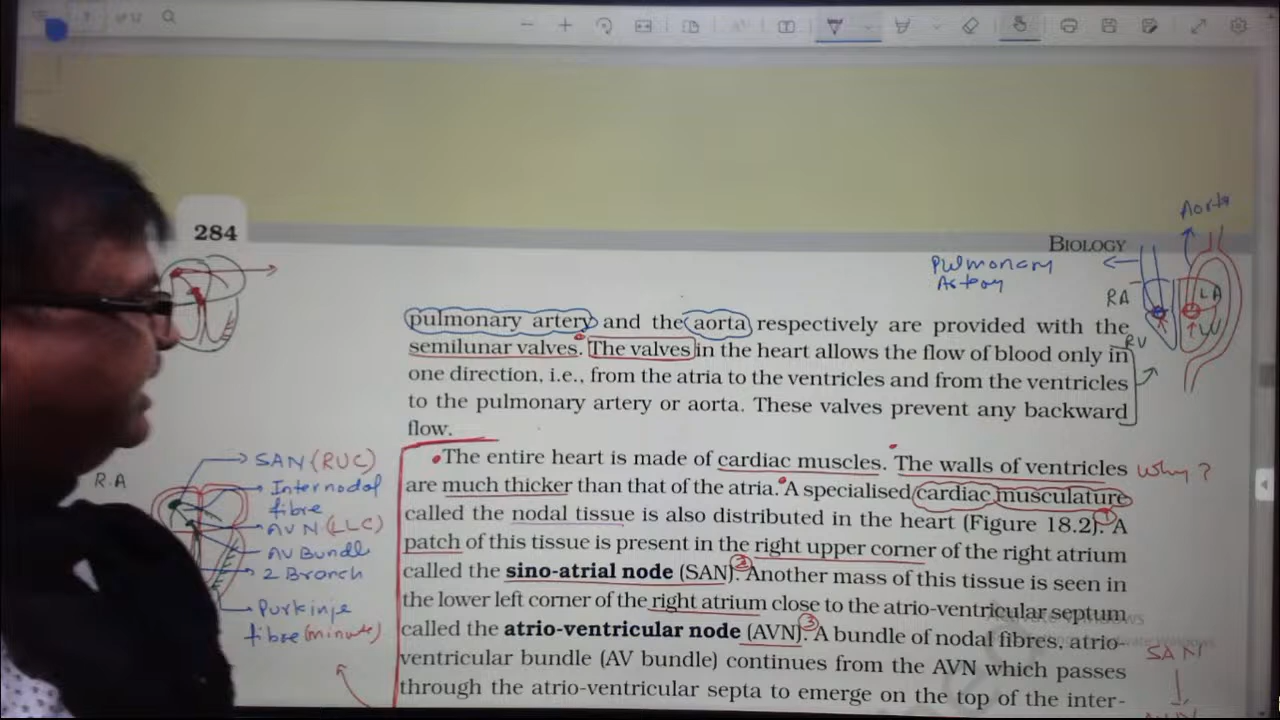 284
BIOLOGY
Aorta
Pulmonary
Artery
RA
LA
LV
RV
pulmonary artery and the aorta respectively are provided with the
semilunar valves. The valves in the heart allows the flow of blood only in
one direction, i.e., from the atria to the ventricles and from the ventricles
to the pulmonary artery or aorta. These valves prevent any backward
flow.
The entire heart is made of cardiac muscles. The walls of ventricles why?
are much thicker than that of the atria. A specialised cardiac musculature
called the nodal tissue is also distributed in the heart (Figure 18.2). A
patch of this tissue is present in the right upper corner of the right atrium
called the sino-atrial node (SAN). Another mass of this tissue is seen in
the lower left corner of the right atrium close to the atrio-ventricular septum
called the atrio-ventricular node (AVN). A bundle of nodal fibres, atrio-
ventricular bundle (AV bundle) continues from the AVN which passes
through the atrio-ventricular septa to emerge on the top of the inter-
1
2
3
R.A
SAN (RUC)
Internodal
fibre
AVN (LLC)
AV Bundle
2 Branch
Purkinje
fibre (minute)
SAN
Activate Windows